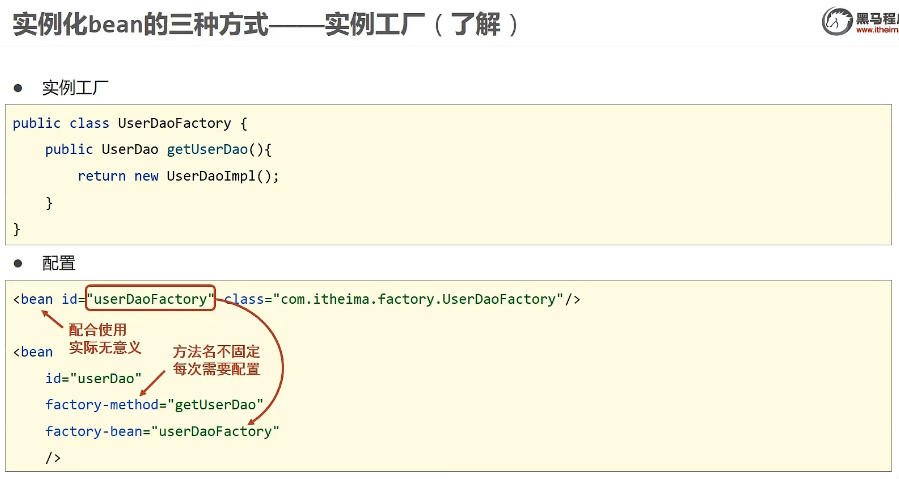 实例化bean的三种方式——实例工厂（了解）
黑马程
www.itheima
● 实例工厂
public class UserDaoFactory {
public UserDao getUserDao(){
return new UserDaoImpl();
}
}
● 配置
<bean id="userDaoFactory" class="com.itheima.factory.UserDaoFactory"/>
配合使用
实际无意义
方法名不固定
每次需要配置
<bean
id="userDao"
factory-method="getUserDao"
factory-bean="userDaoFactory"
/>